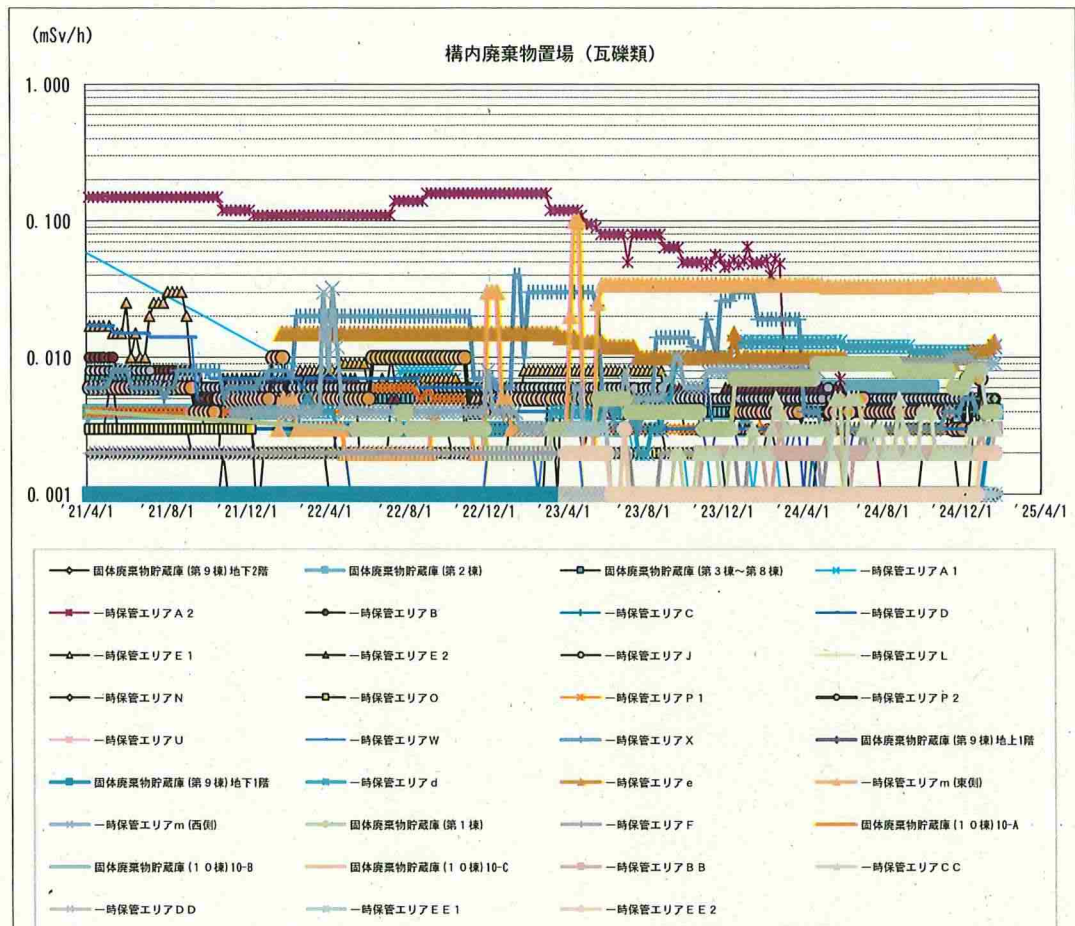 (mSv/h)
構内廃棄物置場（瓦礫類）
1.000
0.100
0.010
0.001
'21/4/1 '21/8/1 '21/12/1 '22/4/1 '22/8/1 '22/12/1 '23/4/1 '23/8/1 '23/12/1 '24/4/1 '24/8/1 '24/12/1 '25/4/1
固体廃棄物貯蔵庫(第９棟)地下2階 固体廃棄物貯蔵庫(第２棟) 固体廃棄物貯蔵庫(第３棟～第８棟) 一時保管エリアＡ１
一時保管エリアＡ２ 一時保管エリアＢ 一時保管エリアＣ 一時保管エリアＤ
一時保管エリアＥ１ 一時保管エリアＥ２ 一時保管エリアＪ 一時保管エリアＬ
一時保管エリアＮ 一時保管エリアＯ 一時保管エリアＰ１ 一時保管エリアＰ２
一時保管エリアＵ 一時保管エリアＷ 一時保管エリアＸ 固体廃棄物貯蔵庫(第９棟)地上1階
固体廃棄物貯蔵庫(第９棟)地下1階 一時保管エリアｄ 一時保管エリアｅ 一時保管エリアｍ(東側)
一時保管エリアｍ(西側) 固体廃棄物貯蔵庫(第１棟) 一時保管エリアＦ 固体廃棄物貯蔵庫(１０棟)10-A
固体廃棄物貯蔵庫(１０棟)10-B 固体廃棄物貯蔵庫(１０棟)10-C 一時保管エリアＢＢ 一時保管エリアＣＣ
一時保管エリアＤＤ 一時保管エリアＥＥ１ 一時保管エリアＥＥ２